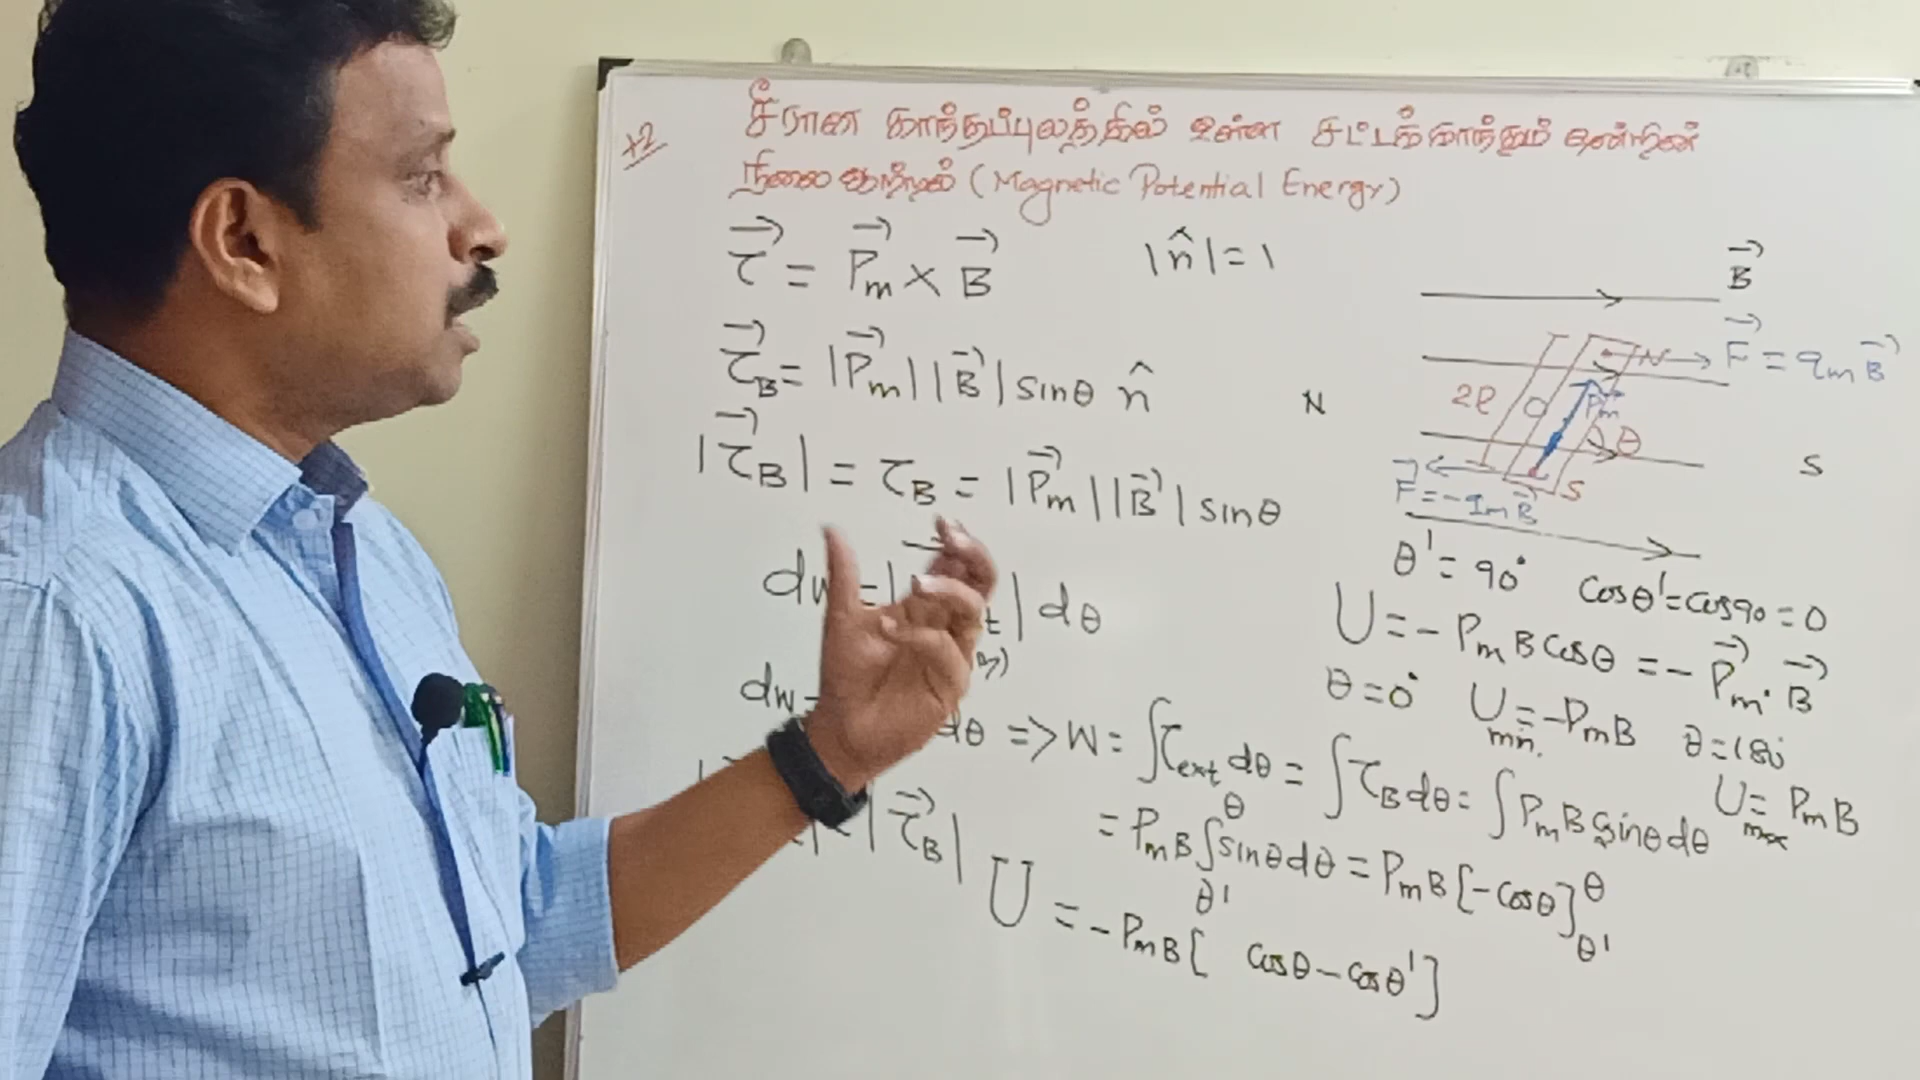 +2
சீரான காந்தப்புலத்தில் உள்ள சட்டக்காந்தம் ஒன்றின்
நிலை ஆற்றல் (Magnetic Potential Energy)
τ⃗ = P⃗m × B⃗
|n̂| = 1
τ⃗B = |P⃗m||B⃗| sinθ n̂
|τ⃗B| = τB = |P⃗m||B⃗| sinθ
dθ
dθ => W = ∫τext dθ = ∫τB dθ = ∫PmB sinθ dθ
= PmB ∫θ'^θ sinθ dθ = PmB [-cosθ]θ'^θ
|τ⃗B|
U = -PmB [ cosθ - cosθ' ]
B⃗
N F⃗ = qm B⃗
2l O P⃗m
N θ S
F⃗ = -qm B⃗ S
θ' = 90° cosθ' = cos90 = 0
U = -PmB cosθ = -P⃗m . B⃗
θ = 0° Umin. = -PmB θ = 180
Umax = PmB